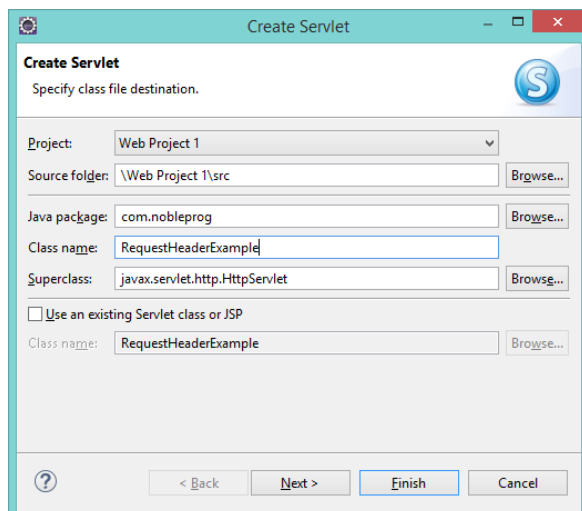 Create Servlet
Create Servlet
Specify class file destination.
S
Project: Web Project 1
Source folder: \Web Project 1\src Browse...
Java package: com.nobleprog Browse...
Class name: RequestHeaderExample
Superclass: javax.servlet.http.HttpServlet Browse...
Use an existing Servlet class or JSP
Class name: RequestHeaderExample Browse...
? < Back Next > Finish Cancel